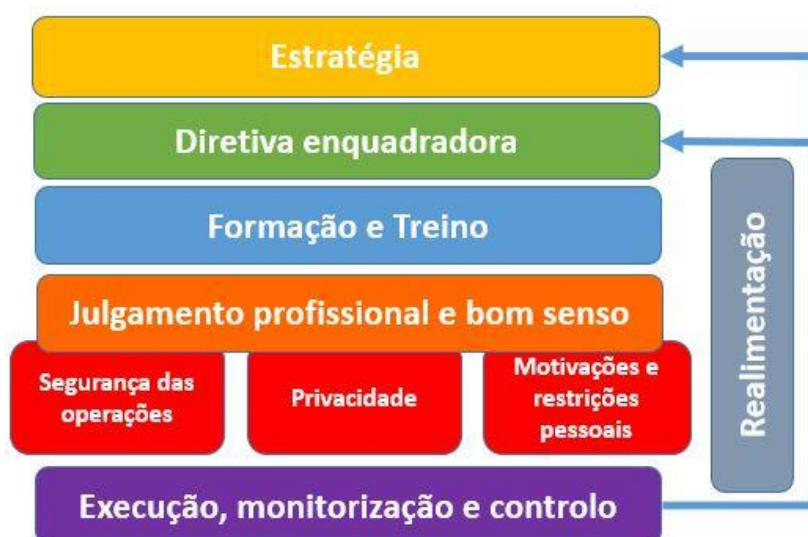 Estratégia
Diretiva enquadradora
Formação e Treino
Julgamento profissional e bom senso
Segurança das
operações
Privacidade
Motivações e
restrições
pessoais
Realimentação
Execução, monitorização e controlo